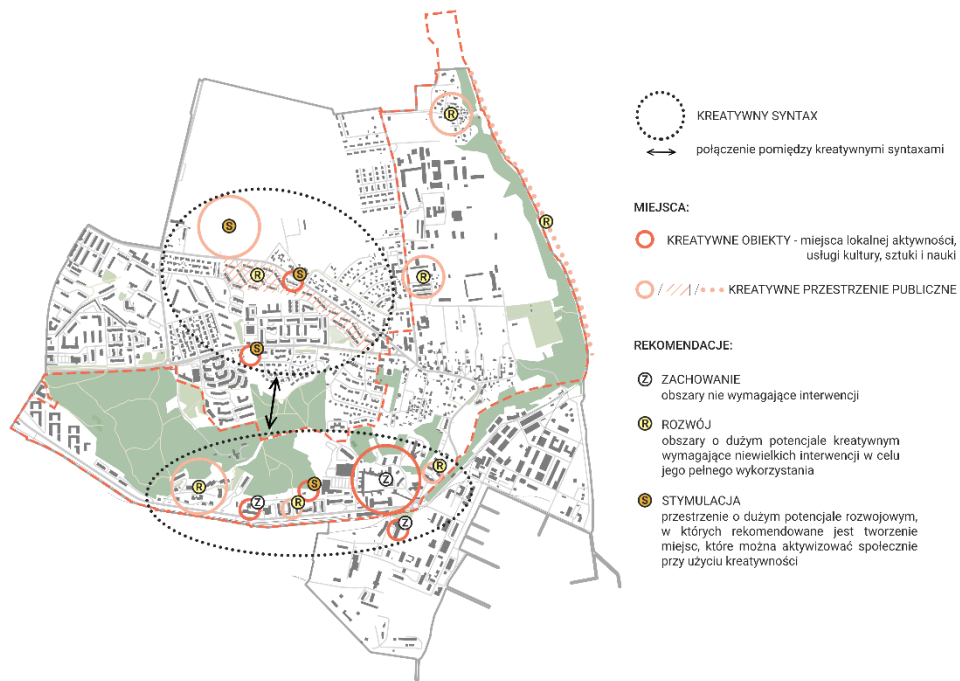 R
S
R
S
R
R
S
R
R
Z
S
R
Z
Z
KREATYWNY SYNTAX
połączenie pomiędzy kreatywnymi syntaxami
MIEJSCA:
KREATYWNE OBIEKTY - miejsca lokalnej aktywności,
usługi kultury, sztuki i nauki
/ / KREATYWNE PRZESTRZENIE PUBLICZNE
REKOMENDACJE:
Z ZACHOWANIE
obszary nie wymagające interwencji
R ROZWÓJ
obszary o dużym potencjale kreatywnym
wymagające niewielkich interwencji w celu
jego pełnego wykorzystania
S STYMULACJA
przestrzenie o dużym potencjale rozwojowym,
w których rekomendowane jest tworzenie
miejsc, które można aktywizować społecznie
przy użyciu kreatywności